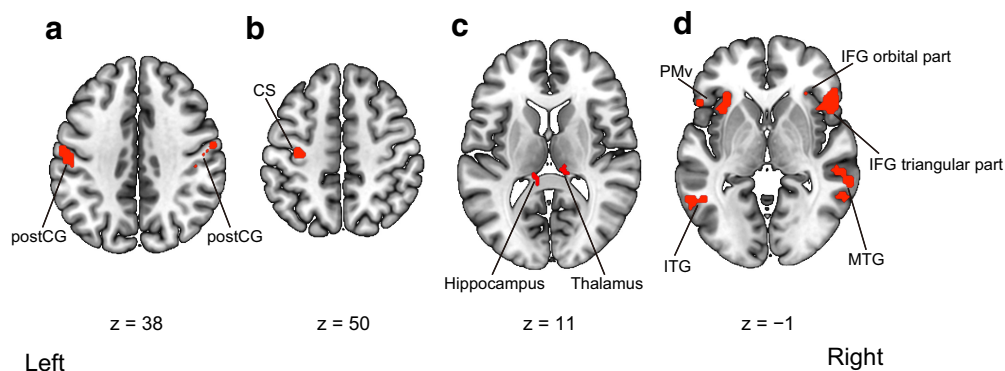 a
b
c
d
IFG orbital part
PMv
CS
IFG triangular part
postCG
postCG
ITG
MTG
Hippocampus
Thalamus
z = 38
z = 50
z = 11
z = −1
Left
Right